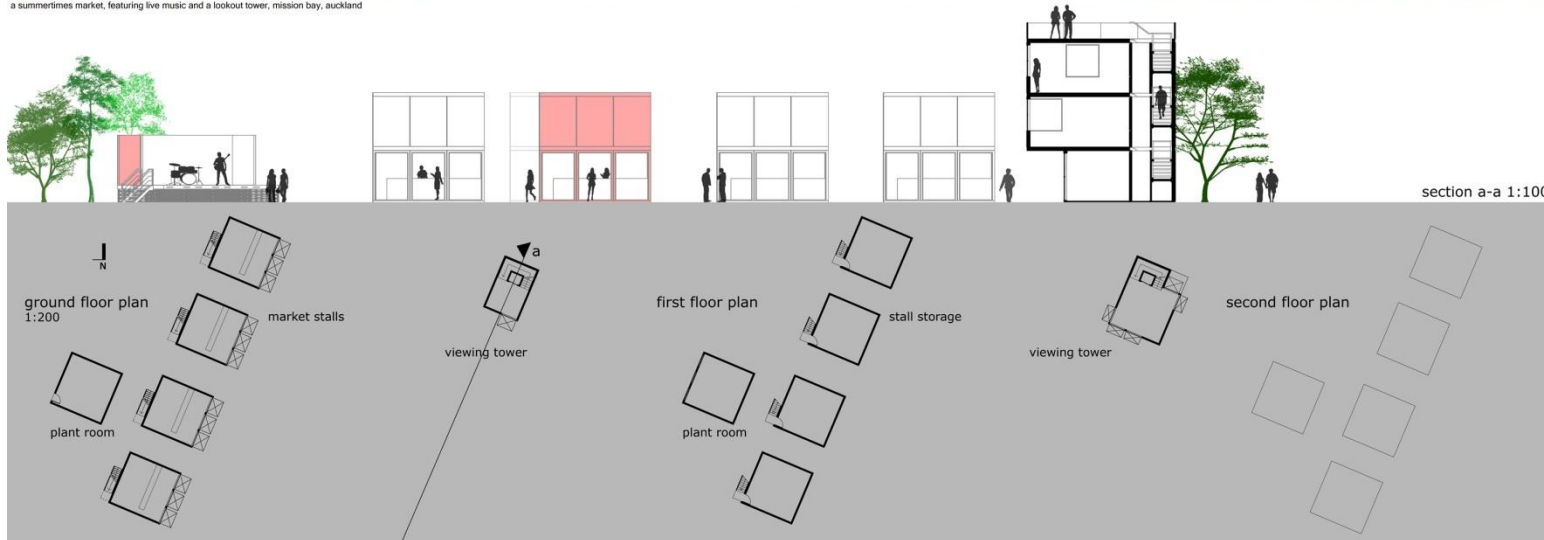 a summertimes market, featuring live music and a lookout tower, mission bay, auckland
section a-a 1:100
N
ground floor plan
1:200
market stalls
plant room
a
viewing tower
first floor plan
stall storage
plant room
viewing tower
second floor plan